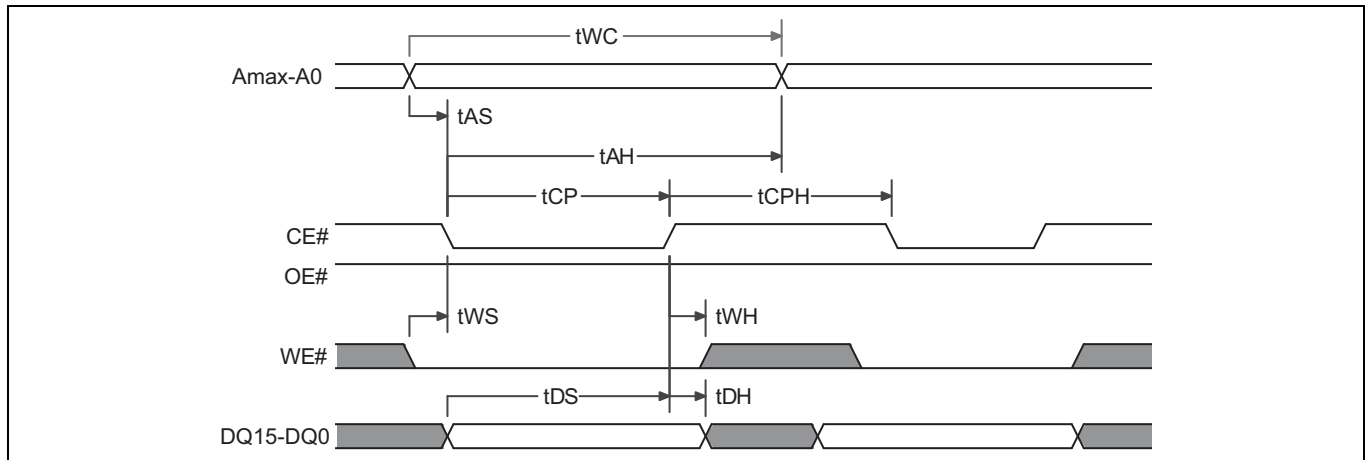 tWC
Amax-A0
tAS
tAH
tCP
tCPH
CE#
OE#
tWS
tWH
WE#
tDS
tDH
DQ15-DQ0